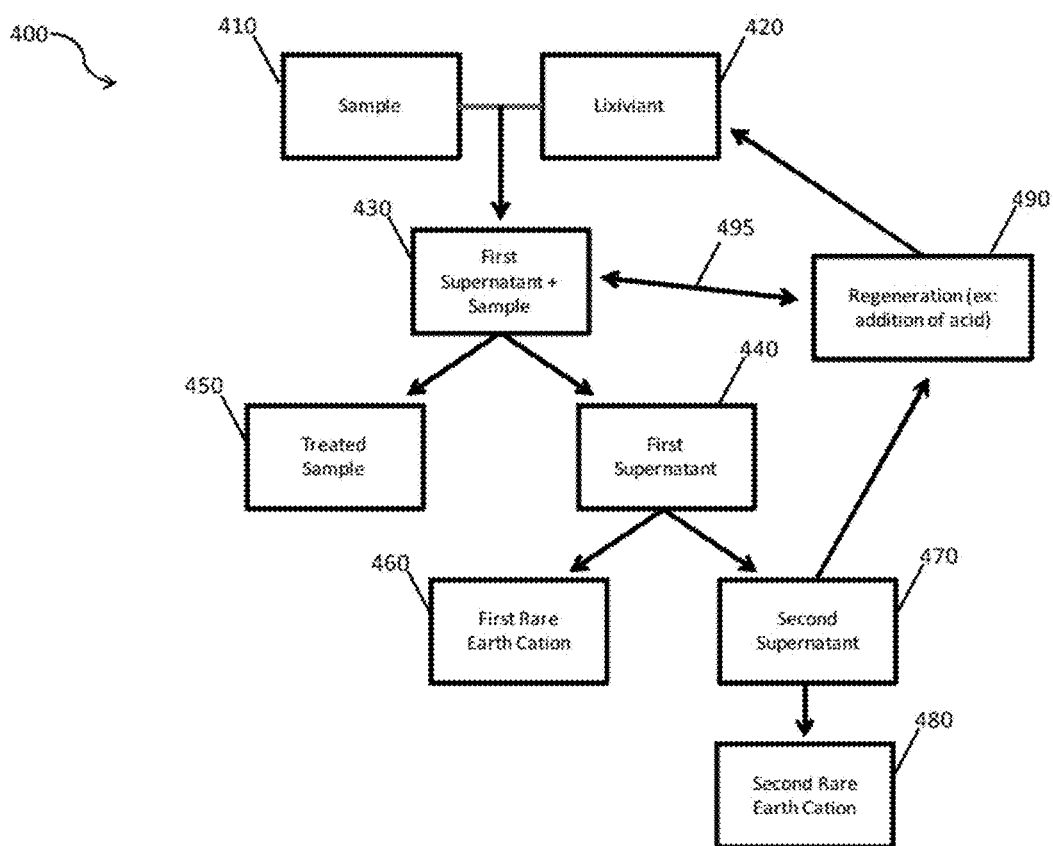 400
410
420
Sample
Lixiviant
430
495
490
First
Supernatant +
Sample
Regeneration (ex:
addition of acid)
450
440
Treated
Sample
First
Supernatant
460
470
First Rare
Earth Cation
Second
Supernatant
480
Second Rare
Earth Cation